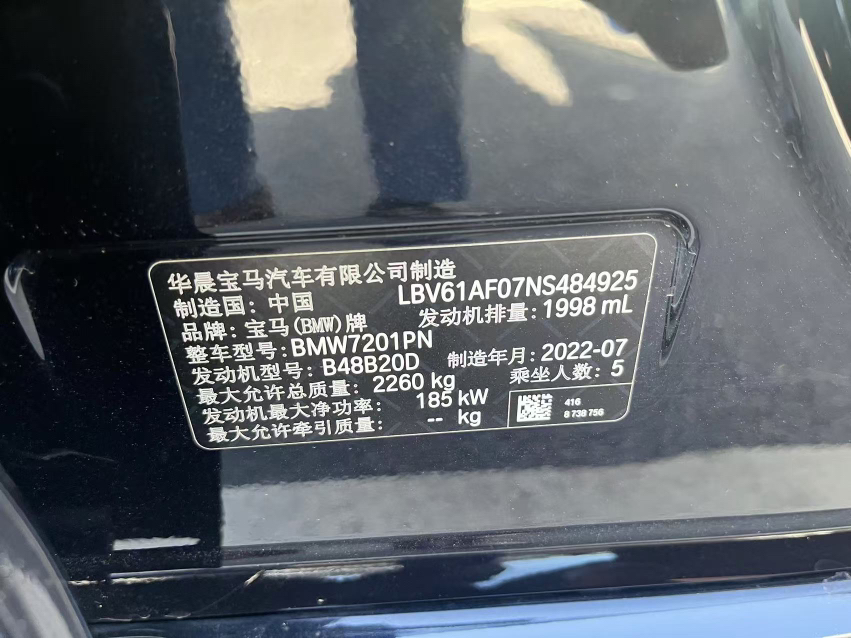 华晨宝马汽车有限公司制造
制造国: 中国 LBV61AF07NS484925
品牌: 宝马(BMW)牌 发动机排量: 1998 mL
整车型号: BMW7201PN
发动机型号: B48B20D 制造年月: 2022-07
最大允许总质量: 2260 kg 乘坐人数: 5
发动机最大净功率: 185 kW
最大允许牵引质量: -- kg
416
8 738 756